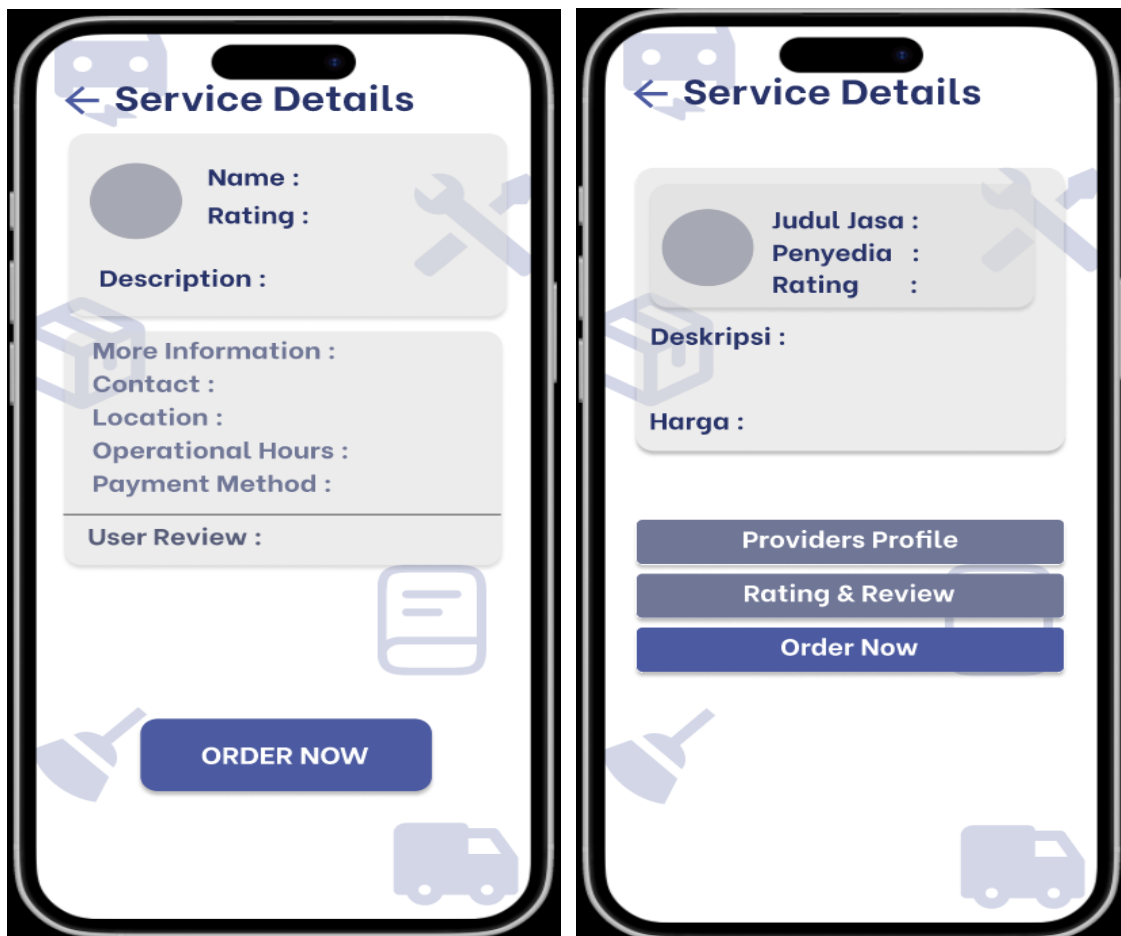 Service Details
Name :
Rating :
Description :
More Information :
Contact :
Location :
Operational Hours :
Payment Method :
User Review :
ORDER NOW
Service Details
Judul Jasa :
Penyedia :
Rating :
Deskripsi :
Harga :
Providers Profile
Rating & Review
Order Now